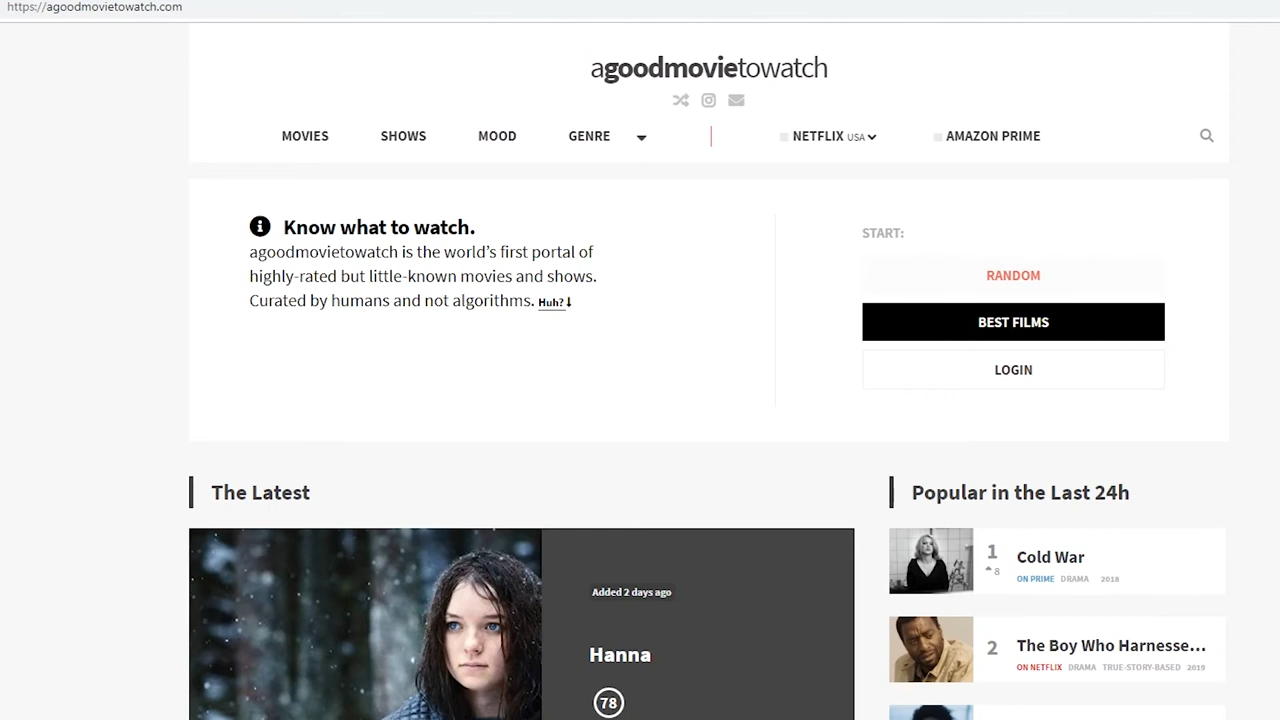 https://agoodmovietowatch.com
agoodmovietowatch
MOVIES SHOWS MOOD GENRE NETFLIX USA AMAZON PRIME
Know what to watch.
agoodmovietowatch is the world's first portal of
highly-rated but little-known movies and shows.
Curated by humans and not algorithms. Huh?
START:
RANDOM
BEST FILMS
LOGIN
The Latest
Added 2 days ago
Hanna
78
Popular in the Last 24h
1 Cold War
8 ON PRIME DRAMA 2018
2 The Boy Who Harnesse...
ON NETFLIX DRAMA TRUE-STORY-BASED 2019